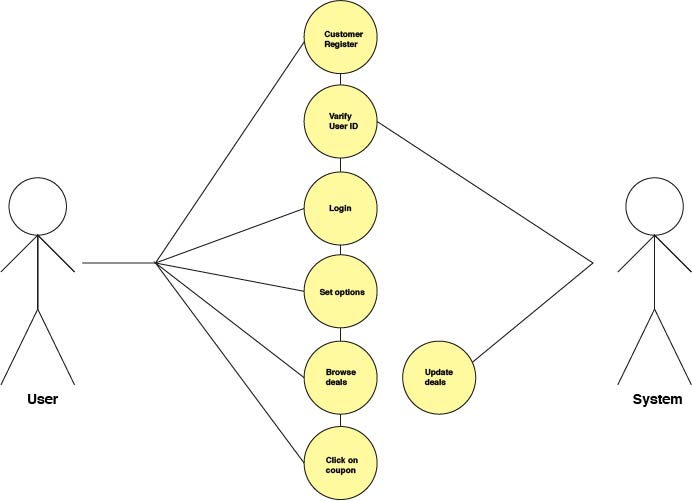 Customer
Register
Varify
User ID
Login
Set options
Browse
deals
Update
deals
Click on
coupon
User
System